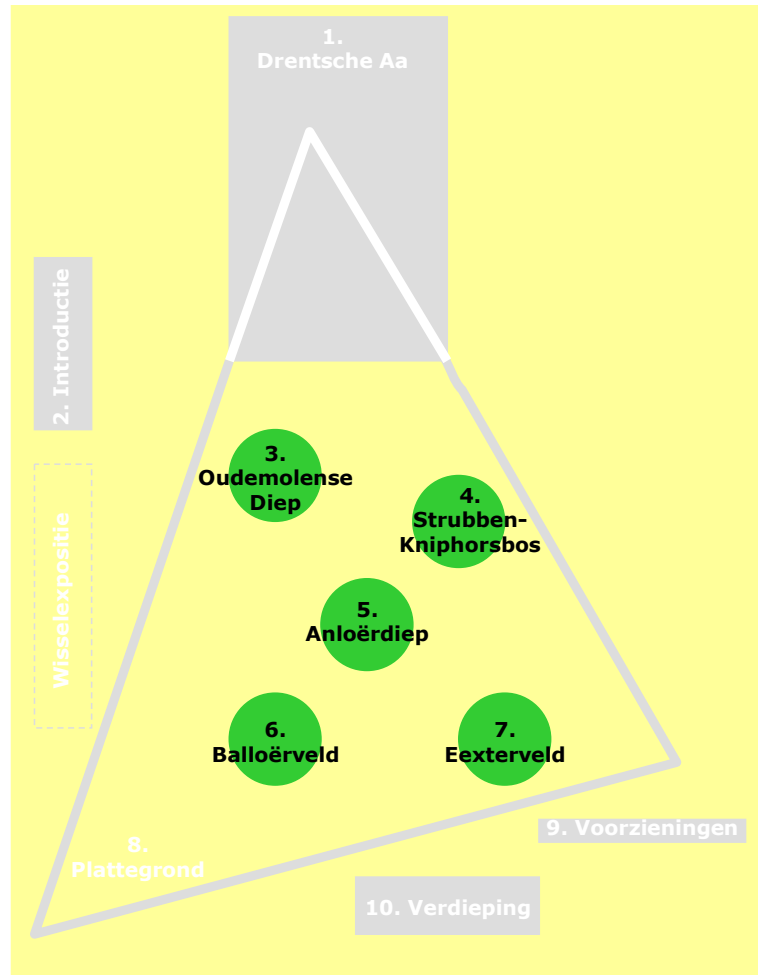 1.
Drentsche Aa
2. Introductie
Wisselexpositie
3.
Oudemolense
Diep
4.
Strubben-
Kniphorsbos
5.
Anloërdiep
6.
Balloërveld
7.
Eexterveld
8.
Plattegrond
9. Voorzieningen
10. Verdieping